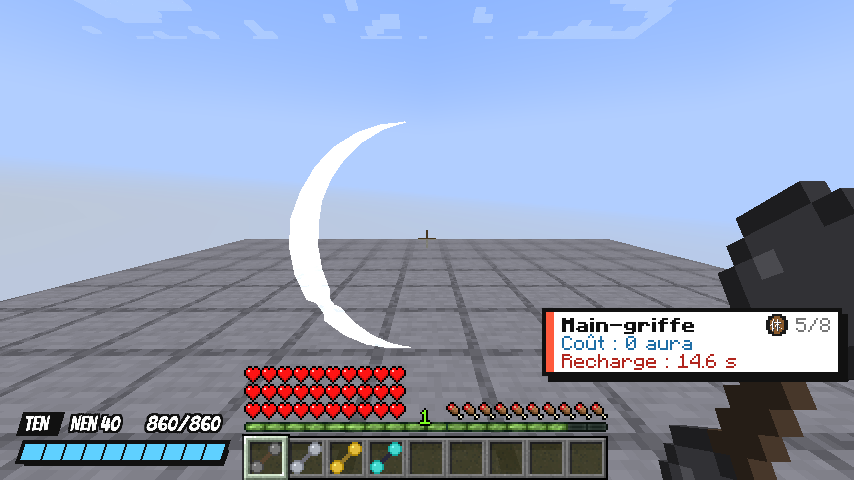 Main-griffe 5/8
Coût : 0 aura
Recharge : 14.6 s
1
TEN NEN 40 860/860